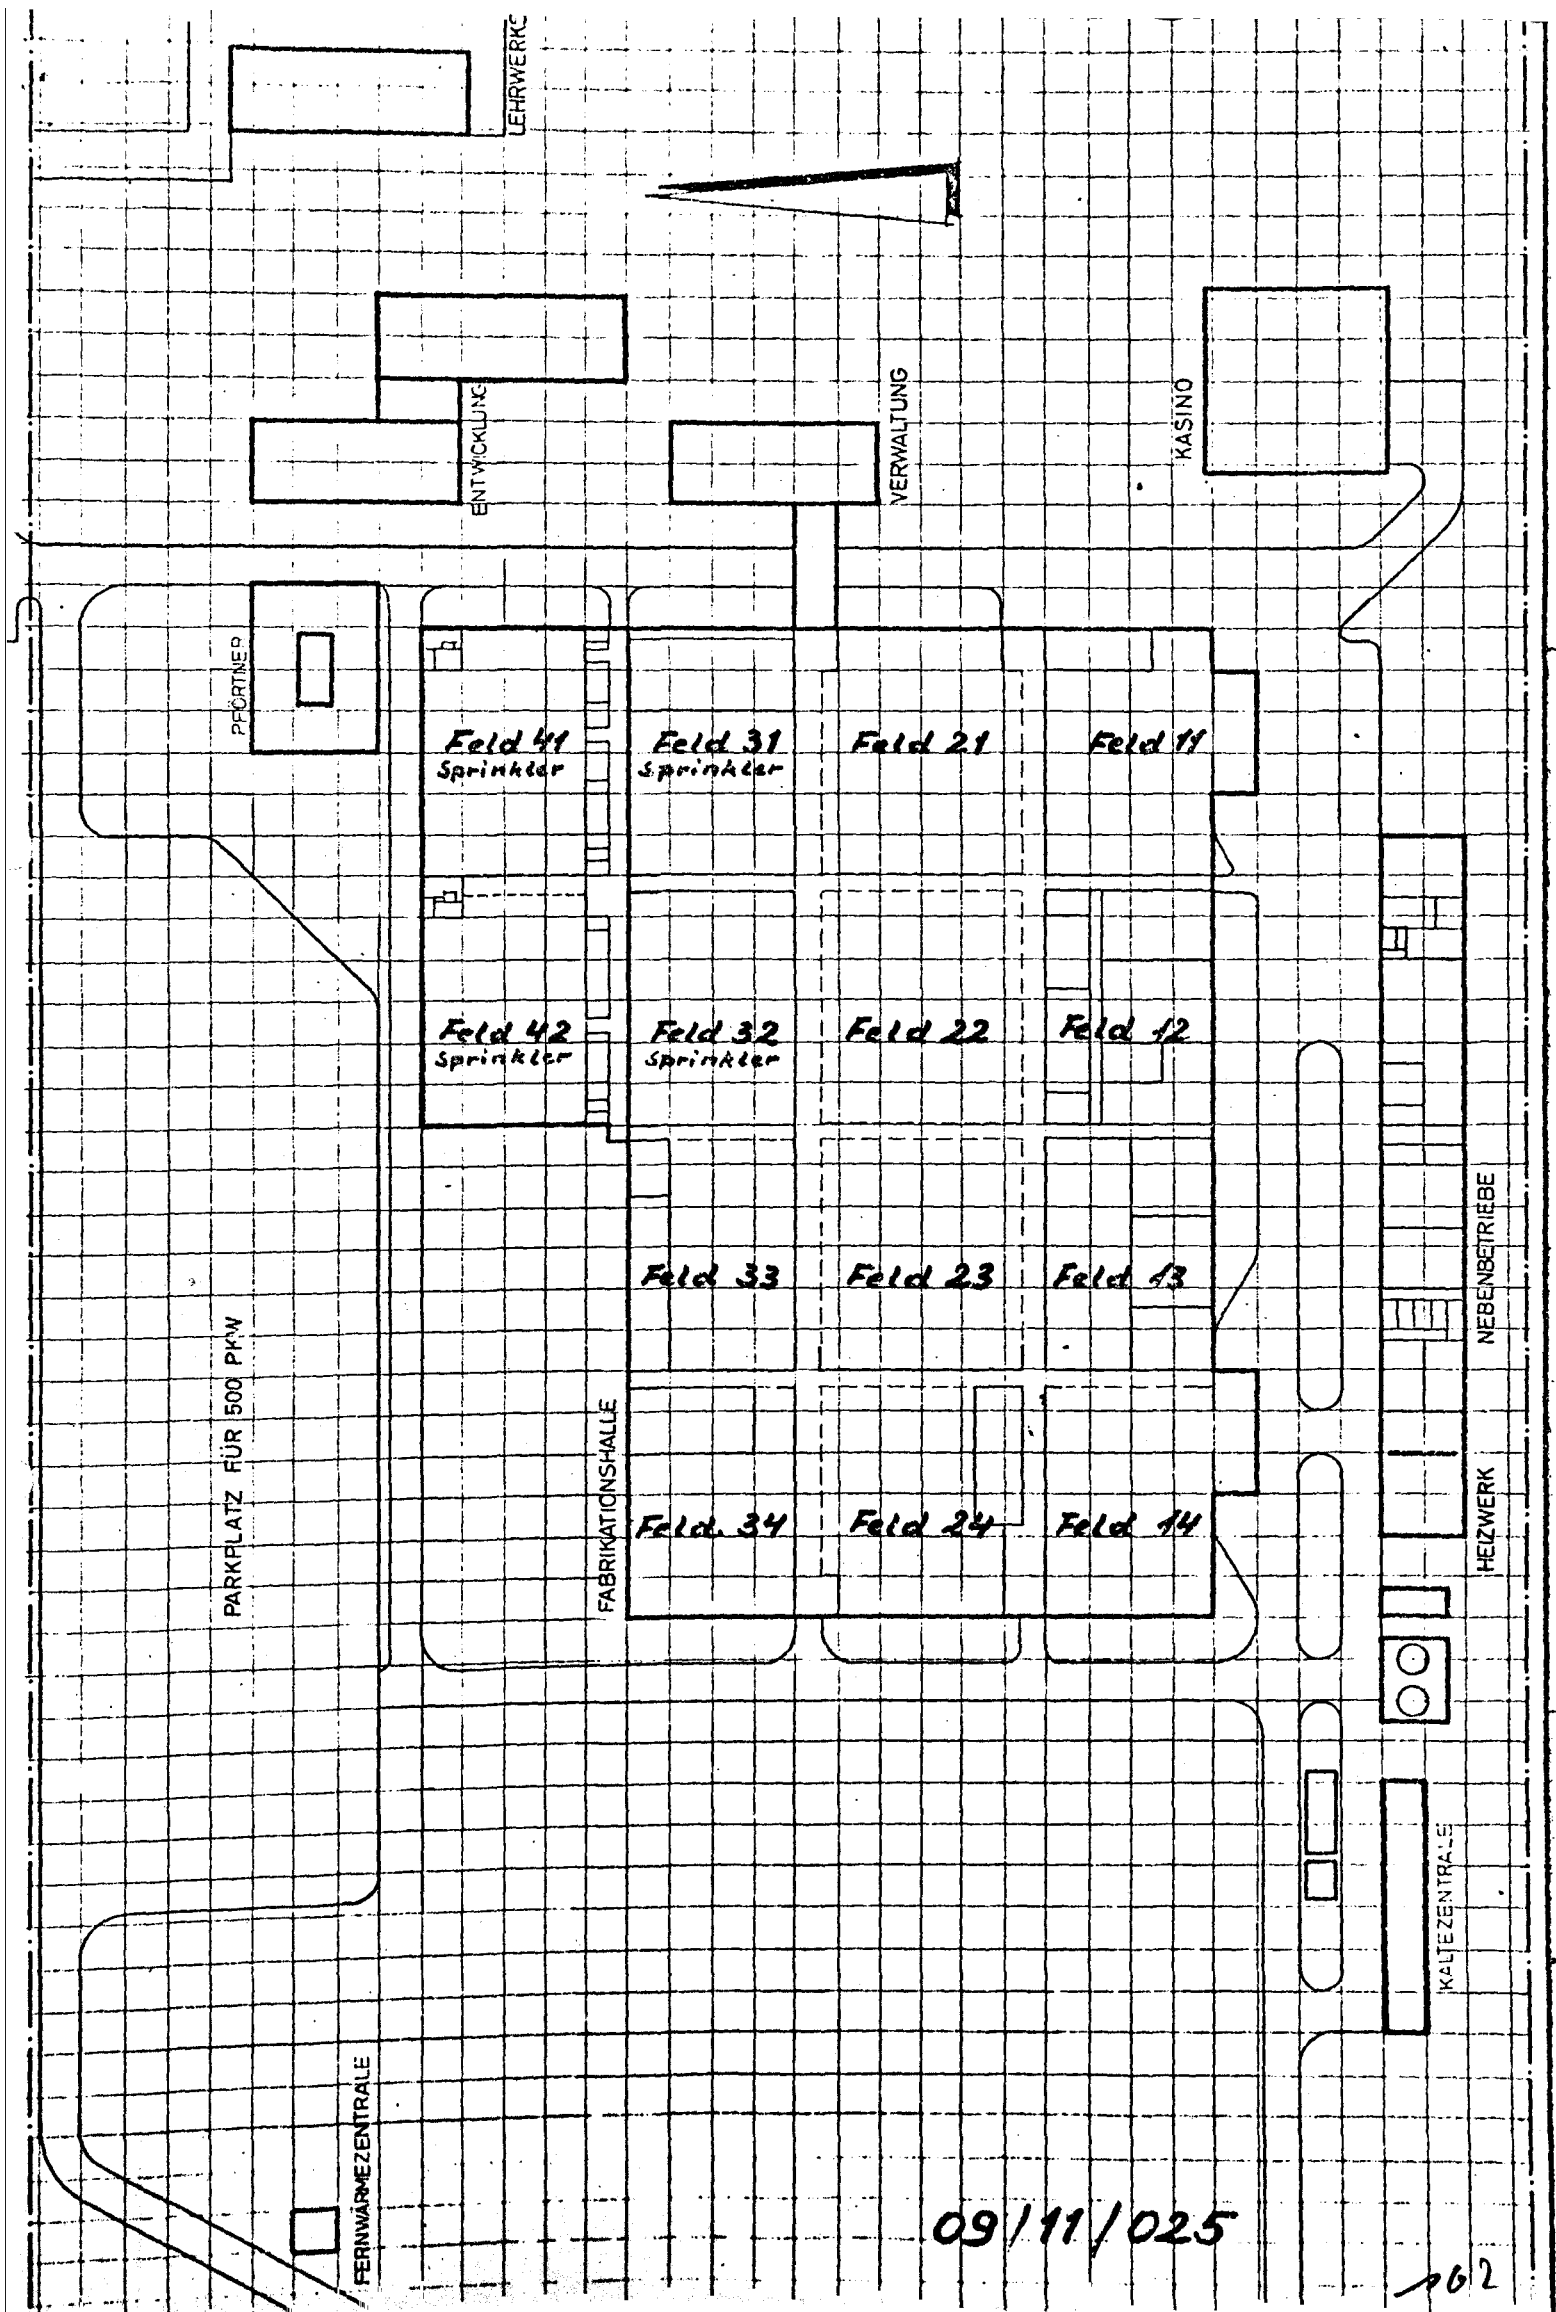 LEHRWERKS
ENTWICKLUNG
VERWALTUNG
KASINO
PFÖRTNER
Feld 41
Sprinkler
Feld 31
Sprinkler
Feld 21
Feld 11
Feld 42
Sprinkler
Feld 32
Sprinkler
Feld 22
Feld 12
Feld 33
Feld 23
Feld 13
NEBENBETRIEBE
PARKPLATZ FÜR 500 PKW
FABRIKATIONSHALLE
Feld. 34
Feld 24
Feld 14
HEIZWERK
KALTEZENTRALE
FERNWÄRMEZENTRALE
09/11/025
162